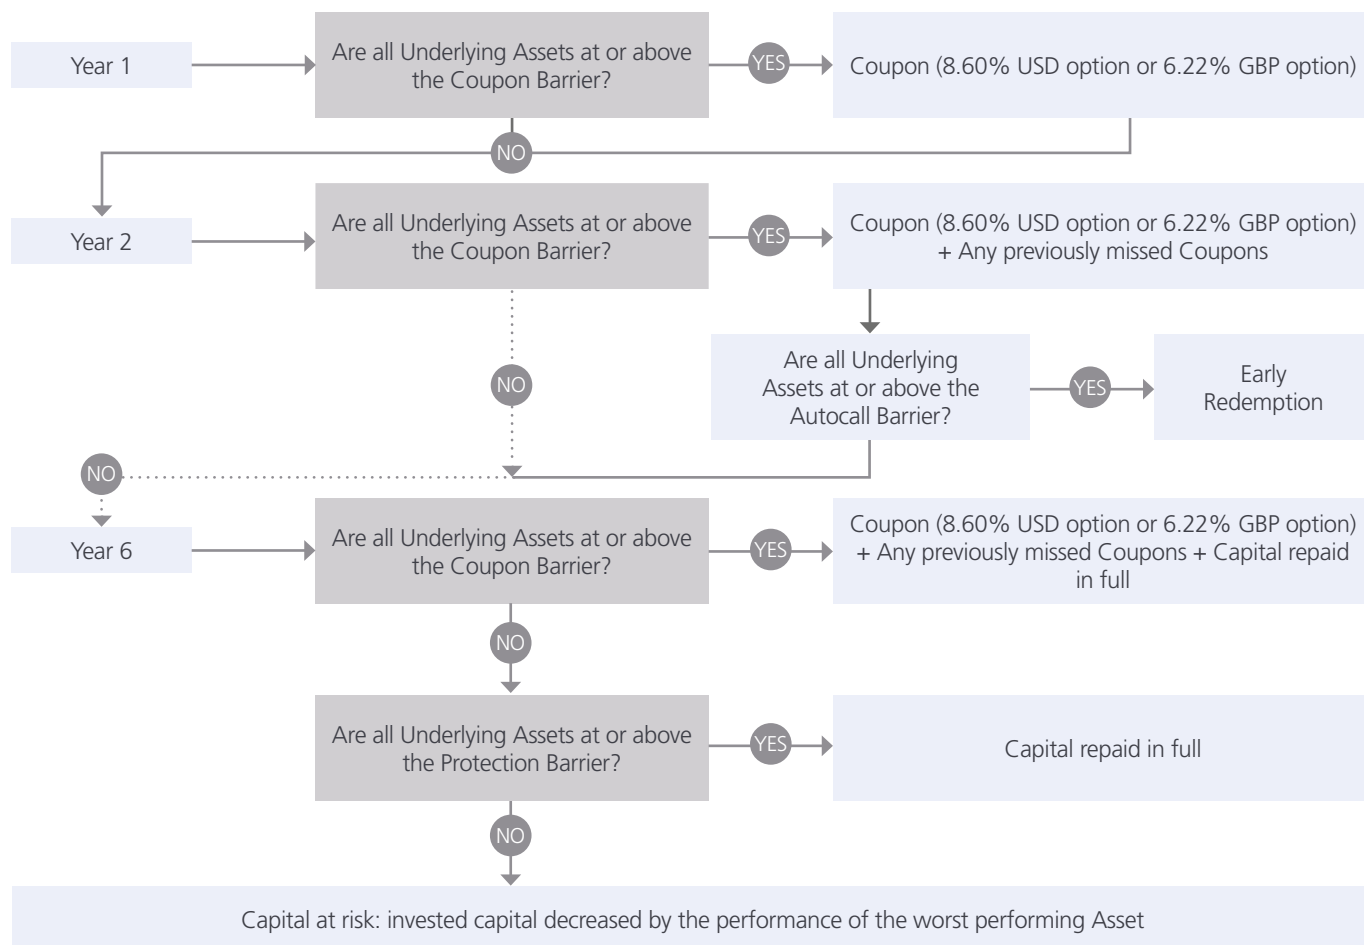 Year 1
Are all Underlying Assets at or above
the Coupon Barrier?
YES
Coupon (8.60% USD option or 6.22% GBP option)
NO
Year 2
Are all Underlying Assets at or above
the Coupon Barrier?
YES
Coupon (8.60% USD option or 6.22% GBP option)
+ Any previously missed Coupons
NO
Are all Underlying
Assets at or above the
Autocall Barrier?
YES
Early
Redemption
NO
Year 6
Are all Underlying Assets at or above
the Coupon Barrier?
YES
Coupon (8.60% USD option or 6.22% GBP option)
+ Any previously missed Coupons + Capital repaid
in full
NO
Are all Underlying Assets at or above
the Protection Barrier?
YES
Capital repaid in full
NO
Capital at risk: invested capital decreased by the performance of the worst performing Asset